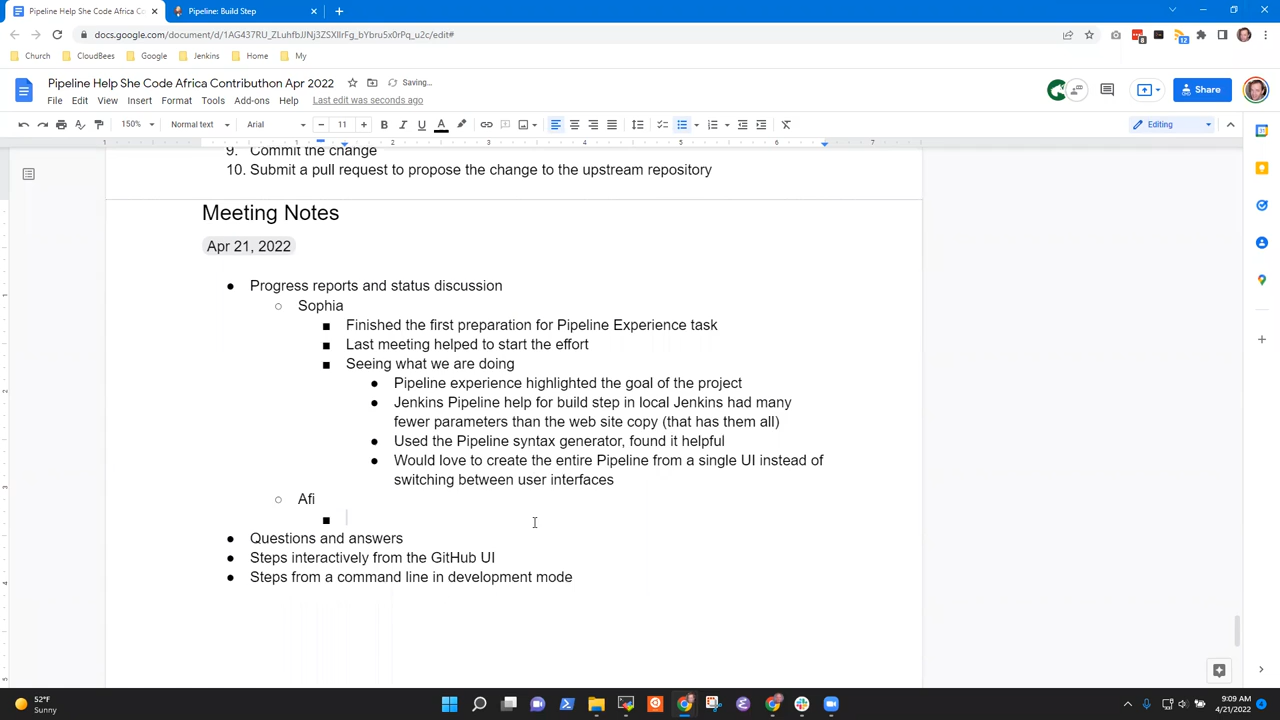 Pipeline Help She Code Africa C
Pipeline: Build Step
docs.google.com/document/d/1AG437RU_ZLuhfbJJNj3ZSXIIrFg_bYbru5x0rPq_u2c/edit#
Church CloudBees Google Jenkins Home My
Pipeline Help She Code Africa Contributhon Apr 2022 Saving...
File Edit View Insert Format Tools Add-ons Help Last edit was seconds ago
Share
150% Normal text Arial 11 B I U A Editing
1 1 2 3 4 5 6 7
9. Commit the change
10. Submit a pull request to propose the change to the upstream repository
Meeting Notes
Apr 21, 2022
● Progress reports and status discussion
○ Sophia
■ Finished the first preparation for Pipeline Experience task
■ Last meeting helped to start the effort
■ Seeing what we are doing
● Pipeline experience highlighted the goal of the project
● Jenkins Pipeline help for build step in local Jenkins had many
fewer parameters than the web site copy (that has them all)
● Used the Pipeline syntax generator, found it helpful
● Would love to create the entire Pipeline from a single UI instead of
switching between user interfaces
○ Afi
■
● Questions and answers
● Steps interactively from the GitHub UI
● Steps from a command line in development mode
52°F
Sunny
9:09 AM
4/21/2022